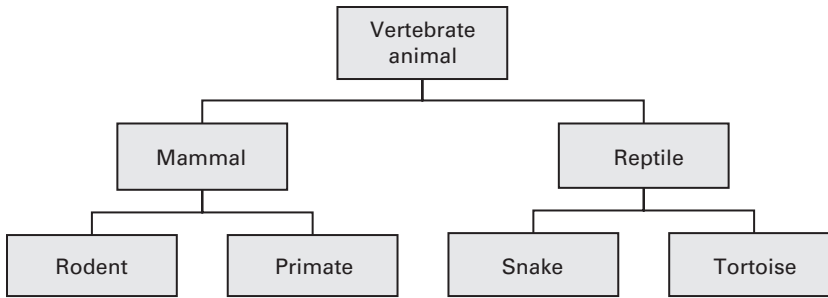 Vertebrate
animal
Mammal
Reptile
Rodent
Primate
Snake
Tortoise